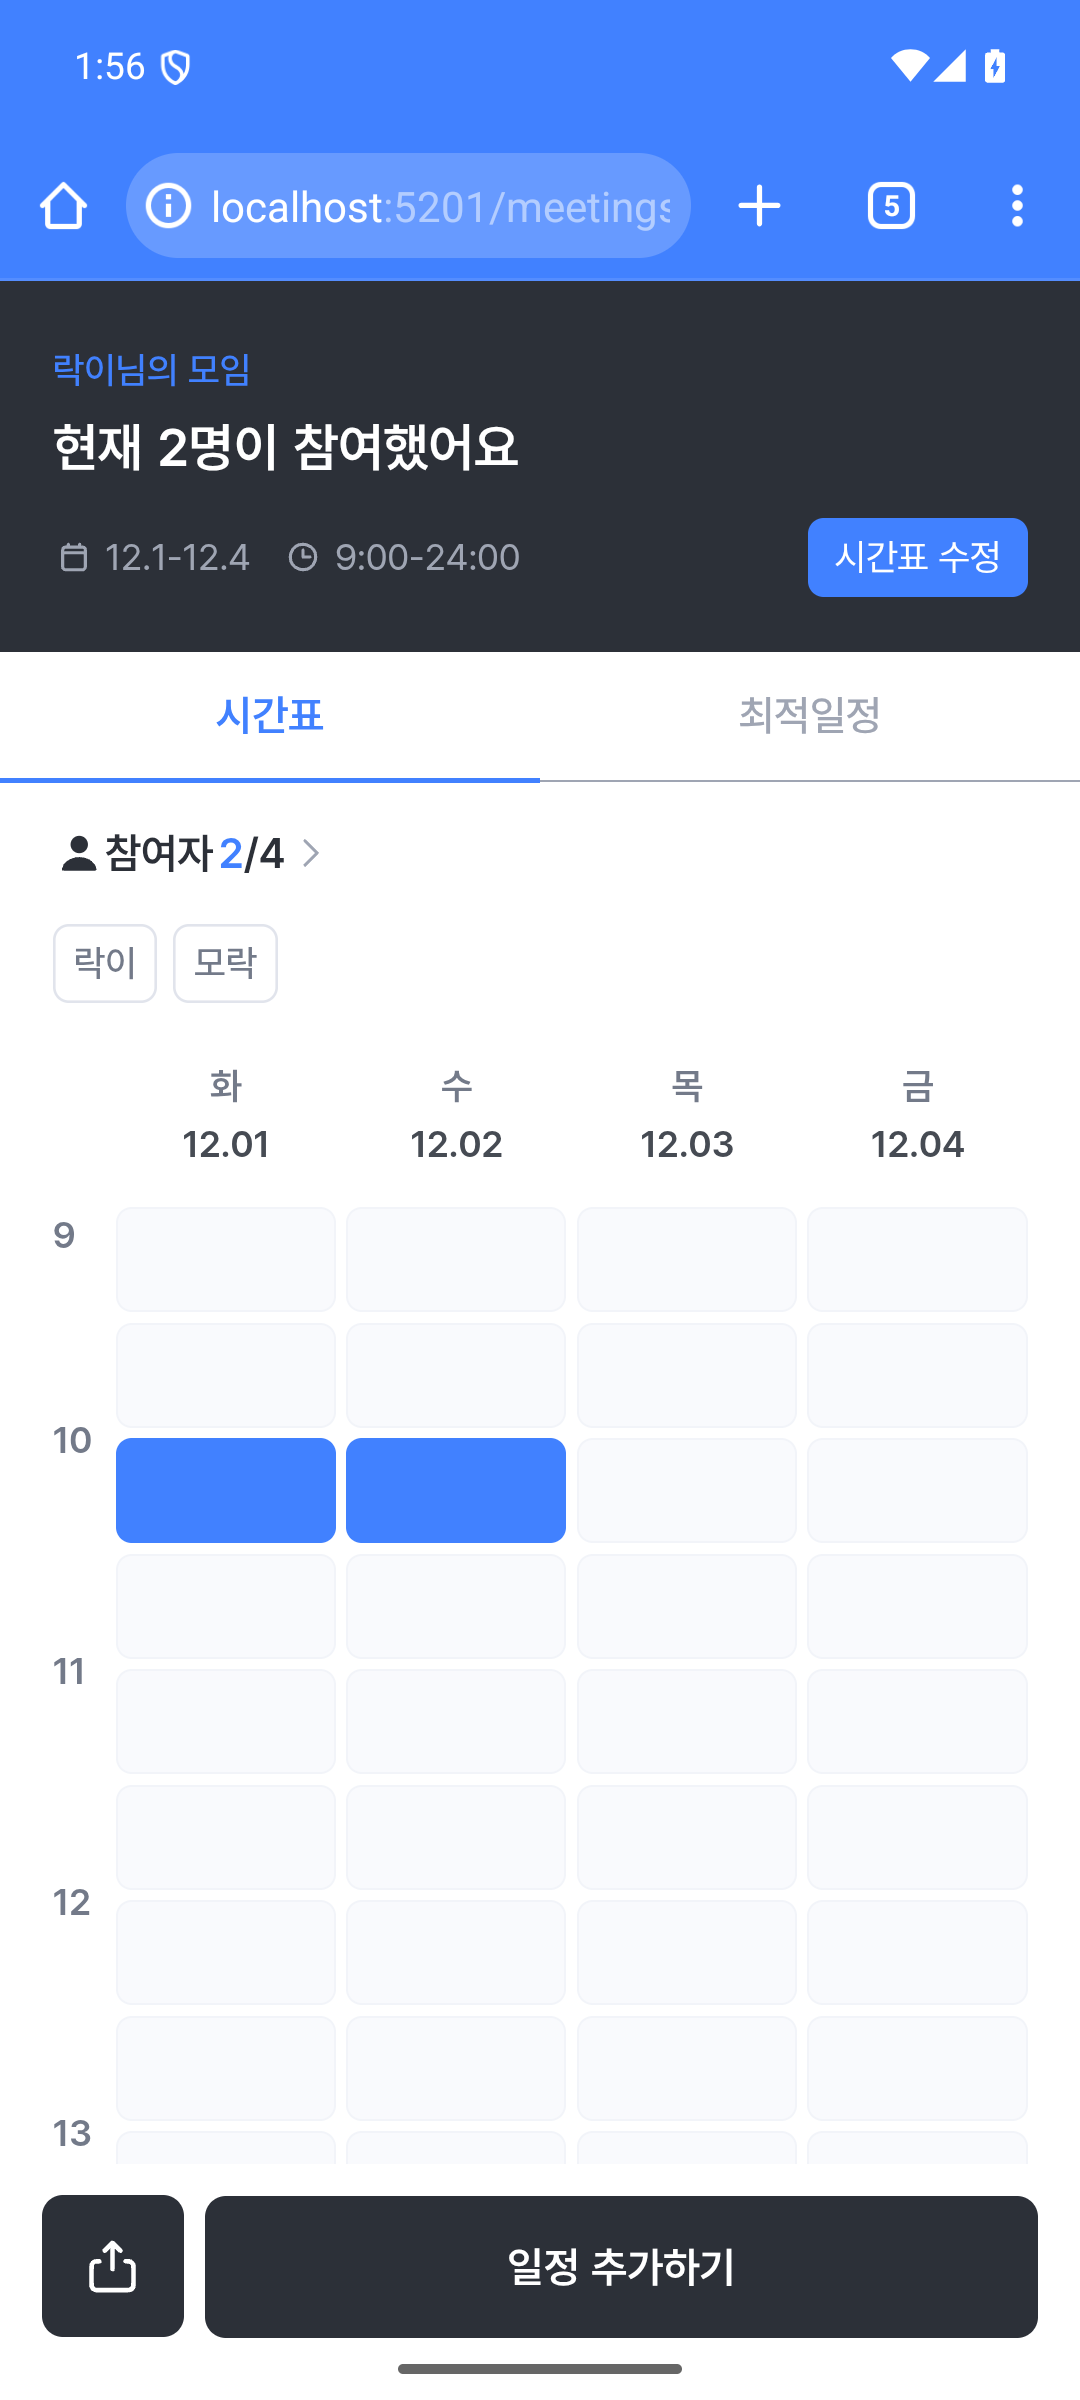 1:56
localhost:5201/meetings
5
락이님의 모임
현재 2명이 참여했어요
12.1-12.4 9:00-24:00
시간표 수정
시간표 최적일정
참여자 2/4
락이 모락
화 수 목 금
12.01 12.02 12.03 12.04
9
10
11
12
13
일정 추가하기